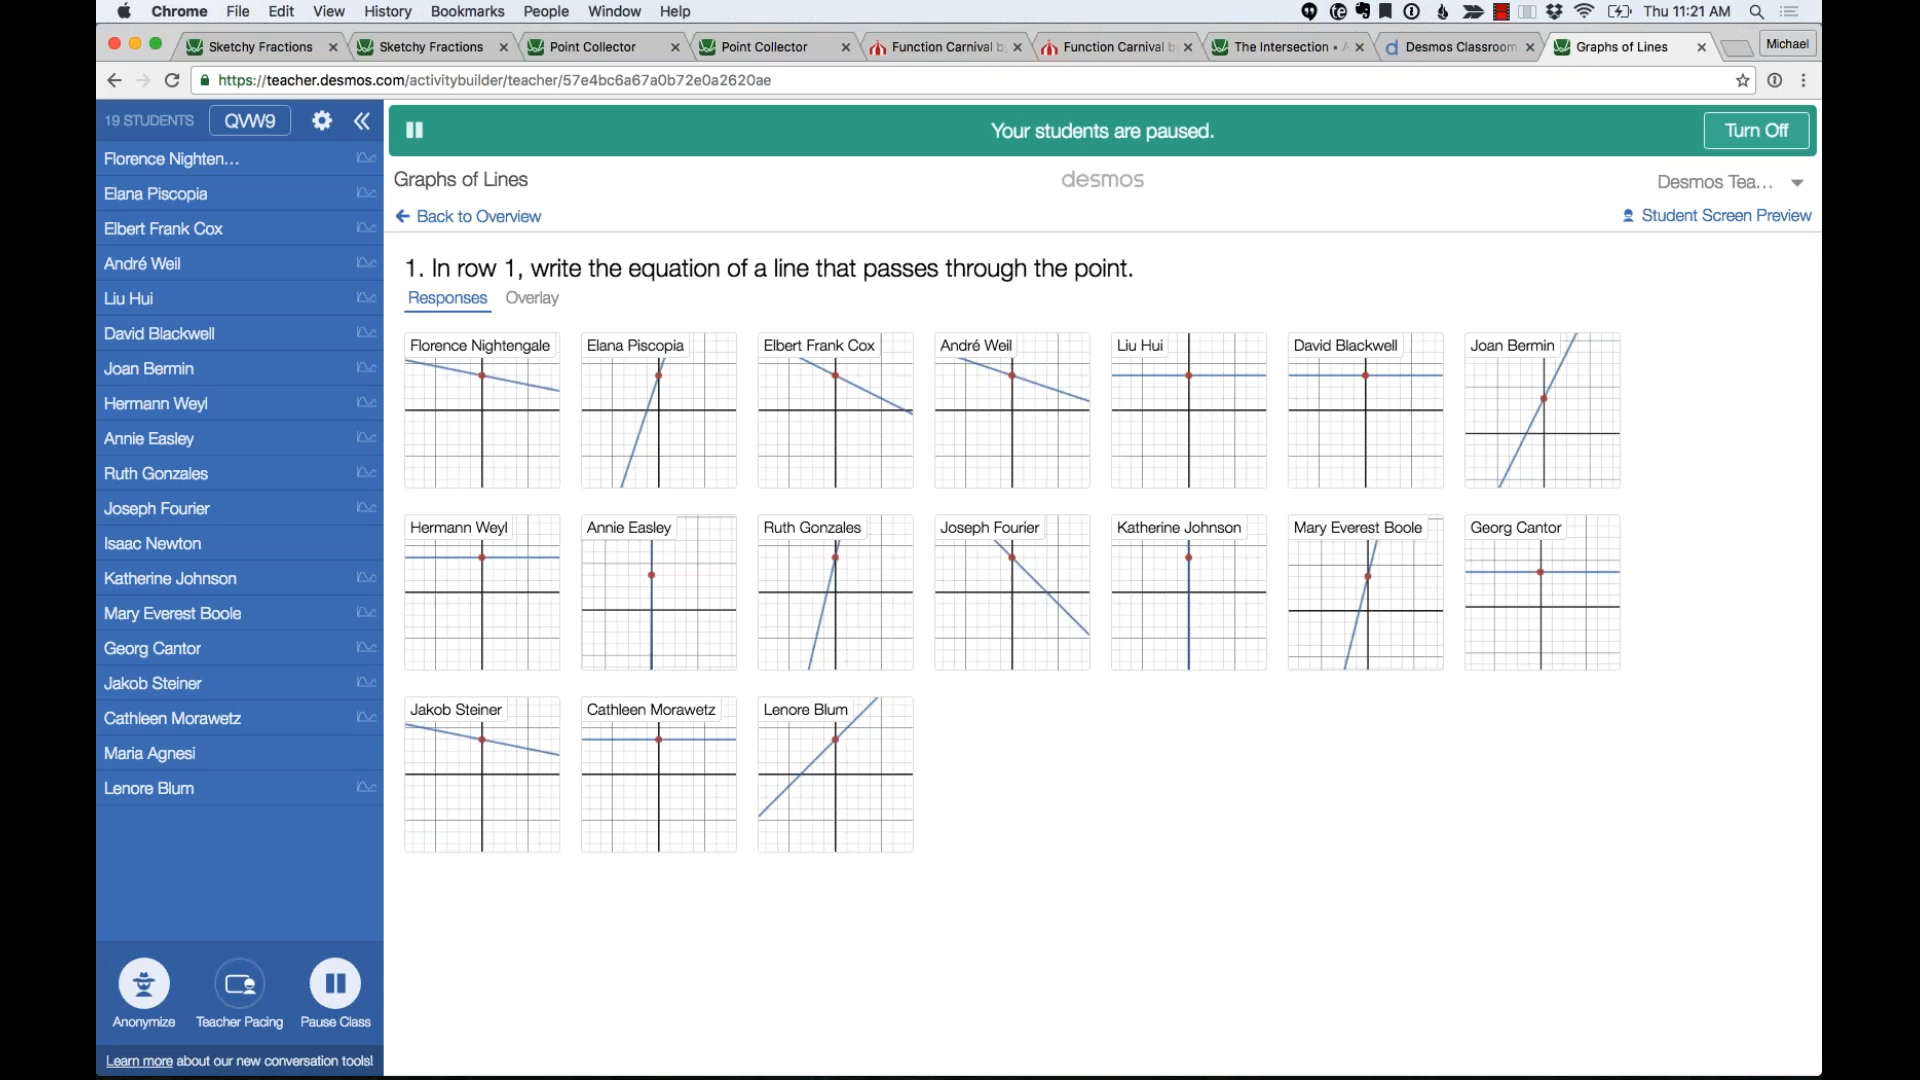 Chrome File Edit View History Bookmarks People Window Help Thu 11:21 AM
Sketchy Fractions Sketchy Fractions Point Collector Point Collector Function Carnival b Function Carnival b The Intersection • A Desmos Classroom Graphs of Lines Michael
https://teacher.desmos.com/activitybuilder/teacher/57e4bc6a67a0b72e0a2620ae
19 STUDENTS QVW9
Your students are paused. Turn Off
Florence Nighten...
Elana Piscopia
Elbert Frank Cox
André Weil
Liu Hui
David Blackwell
Joan Bermin
Hermann Weyl
Annie Easley
Ruth Gonzales
Joseph Fourier
Isaac Newton
Katherine Johnson
Mary Everest Boole
Georg Cantor
Jakob Steiner
Cathleen Morawetz
Maria Agnesi
Lenore Blum
Anonymize Teacher Pacing Pause Class
Learn more about our new conversation tools!
Graphs of Lines desmos Desmos Tea...
Back to Overview Student Screen Preview
1. In row 1, write the equation of a line that passes through the point.
Responses Overlay
Florence Nightengale Elana Piscopia Elbert Frank Cox André Weil Liu Hui David Blackwell Joan Bermin
Hermann Weyl Annie Easley Ruth Gonzales Joseph Fourier Katherine Johnson Mary Everest Boole Georg Cantor
Jakob Steiner Cathleen Morawetz Lenore Blum